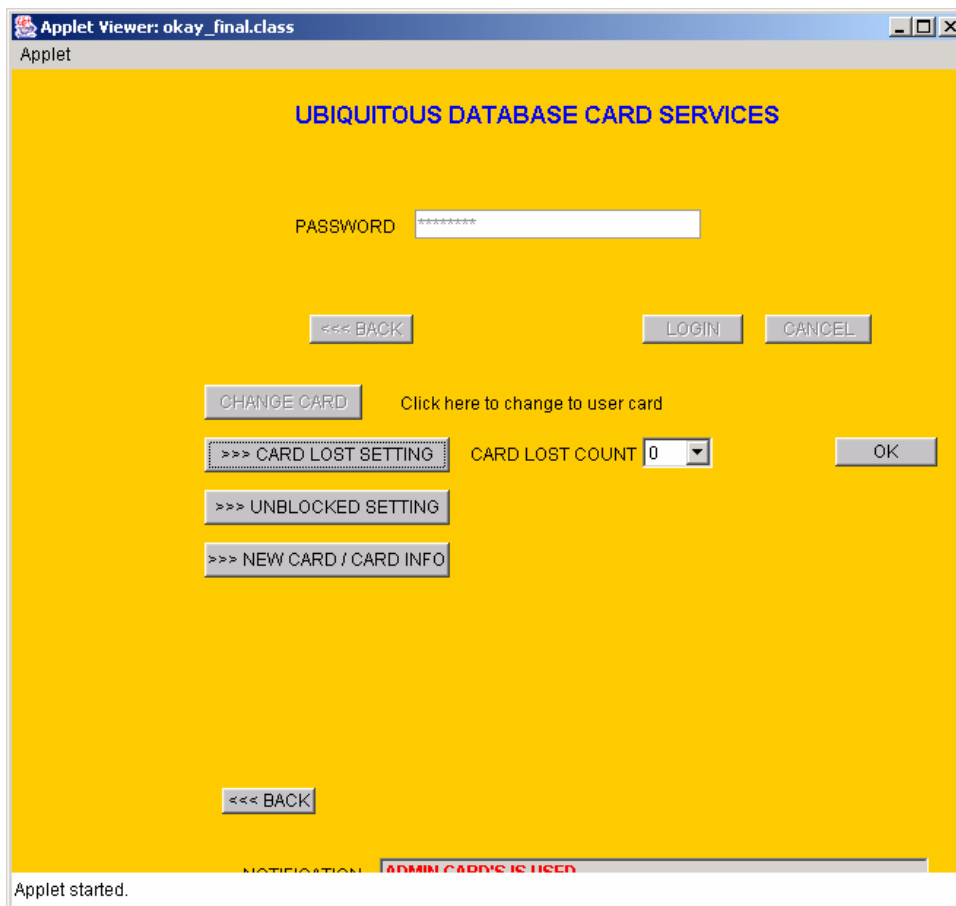 Applet Viewer: okay_final.class
Applet
UBIQUITOUS DATABASE CARD SERVICES
PASSWORD ********
<<< BACK LOGIN CANCEL
CHANGE CARD Click here to change to user card
>>> CARD LOST SETTING CARD LOST COUNT 0 OK
>>> UNBLOCKED SETTING
>>> NEW CARD / CARD INFO
<<< BACK
NOTIFICATION ADMIN CARD'S IS USED
Applet started.